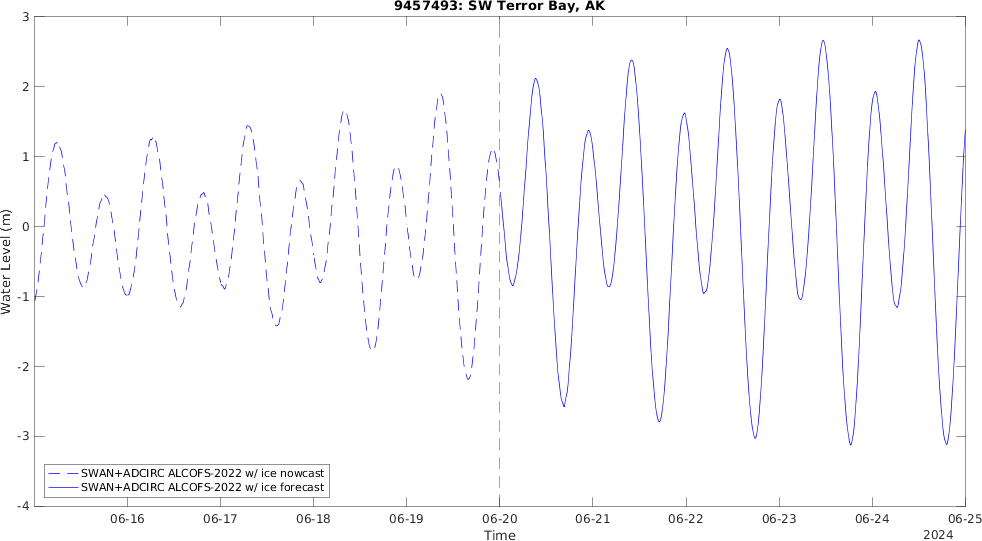 9457493: SW Terror Bay, AK
3
2
1
0
-1
-2
-3
-4
Water Level (m)
SWAN+ADCIRC ALCOFS-2022 w/ ice nowcast
SWAN+ADCIRC ALCOFS-2022 w/ ice forecast
06-16 06-17 06-18 06-19 06-20 06-21 06-22 06-23 06-24 06-25
Time
2024